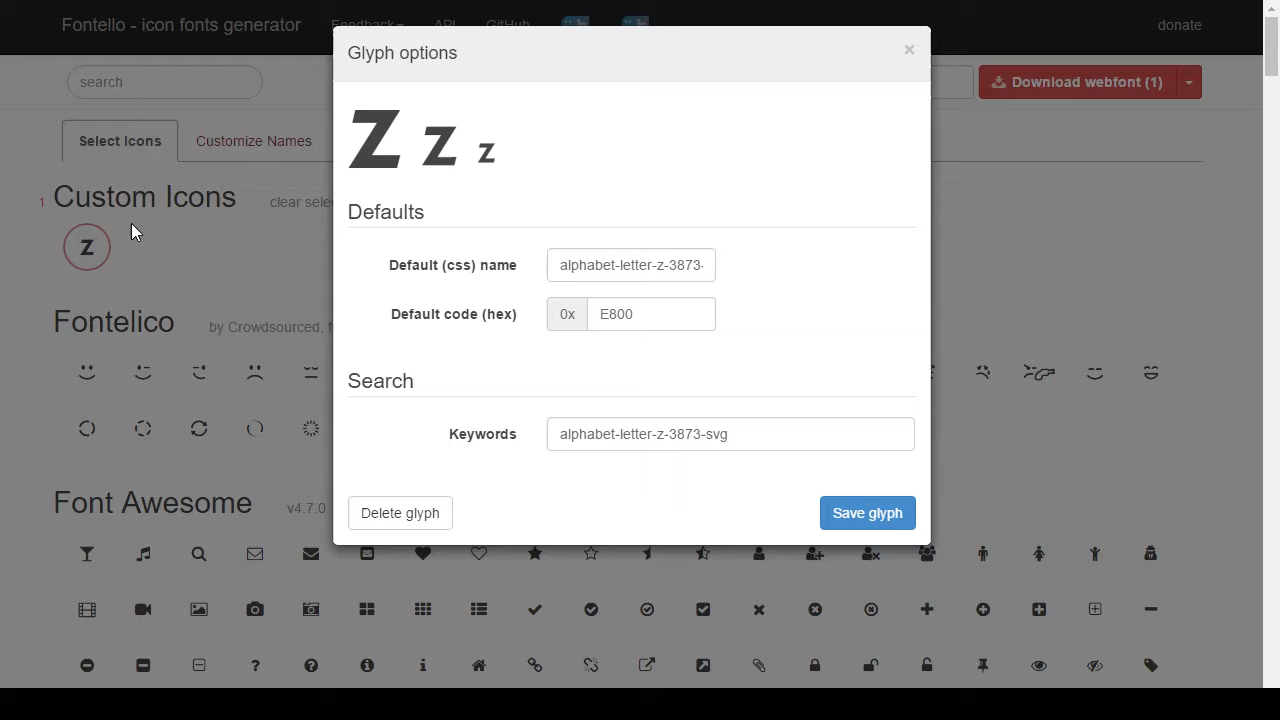 Fontello - icon fonts generator
Feedback
API
GitHub
donate
Glyph options
×
search
Download webfont (1)
Select Icons
Customize Names
Z Z Z
1
Custom Icons
Defaults
Z
Default (css) name
alphabet-letter-z-3873-
Default code (hex)
0x
E800
Fontelico
by Crowdsourced,
Search
Keywords
alphabet-letter-z-3873-svg
Font Awesome
v4.7.0
Delete glyph
Save glyph